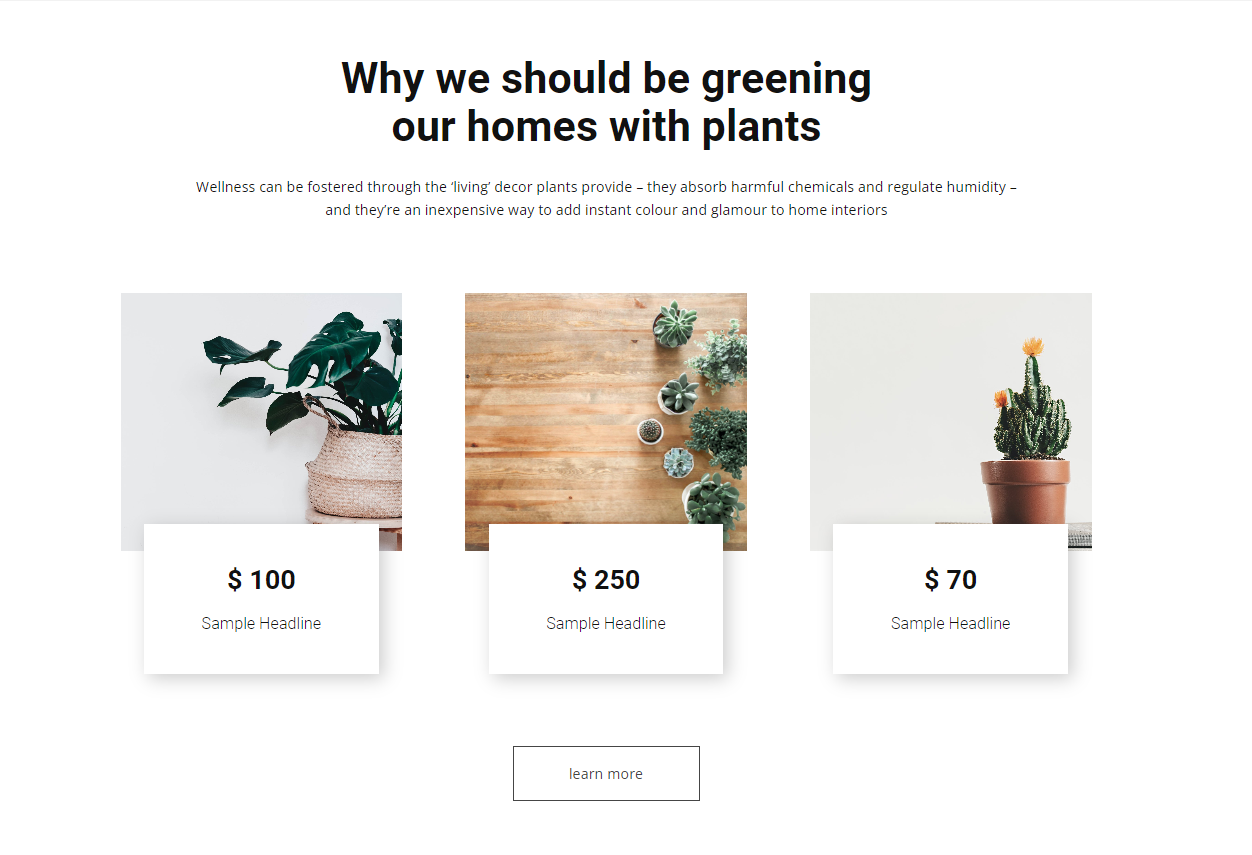 Why we should be greening
our homes with plants
Wellness can be fostered through the ‘living’ decor plants provide – they absorb harmful chemicals and regulate humidity –
and they’re an inexpensive way to add instant colour and glamour to home interiors
$ 100
Sample Headline
$ 250
Sample Headline
$ 70
Sample Headline
learn more